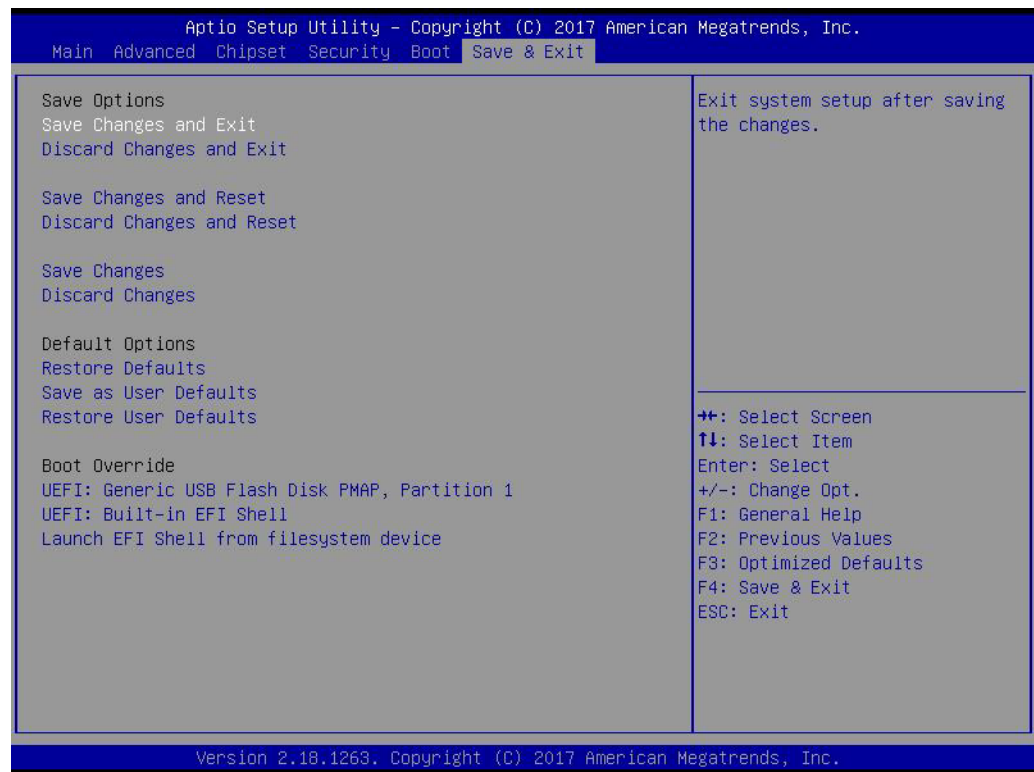 Aptio Setup Utility – Copyright (C) 2017 American Megatrends, Inc.
Main Advanced Chipset Security Boot Save & Exit
Save Options
Save Changes and Exit
Discard Changes and Exit
Save Changes and Reset
Discard Changes and Reset
Save Changes
Discard Changes
Default Options
Restore Defaults
Save as User Defaults
Restore User Defaults
Boot Override
UEFI: Generic USB Flash Disk PMAP, Partition 1
UEFI: Built-in EFI Shell
Launch EFI Shell from filesystem device
Exit system setup after saving
the changes.
→←: Select Screen
↑↓: Select Item
Enter: Select
+/-: Change Opt.
F1: General Help
F2: Previous Values
F3: Optimized Defaults
F4: Save & Exit
ESC: Exit
Version 2.18.1263. Copyright (C) 2017 American Megatrends, Inc.